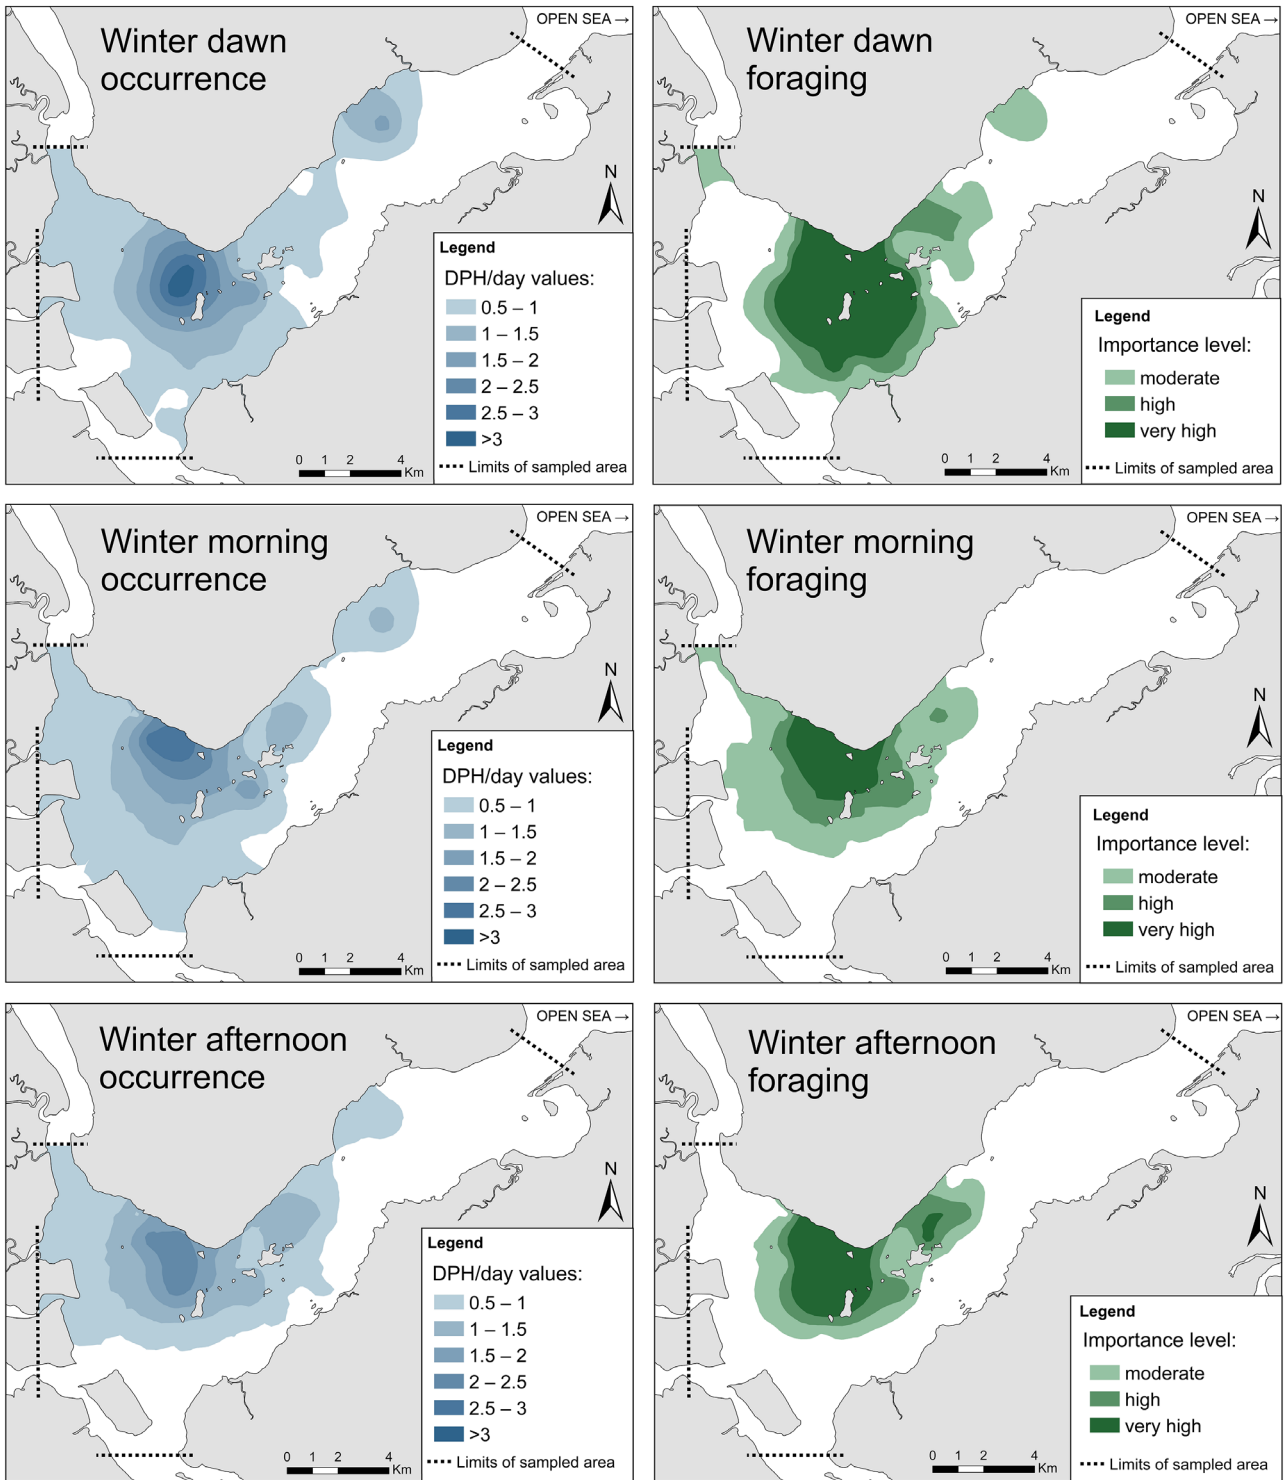 OPEN SEA →
Winter dawn
occurrence
N
Legend
DPH/day values:
0.5 – 1
1 – 1.5
1.5 – 2
2 – 2.5
2.5 – 3
>3
Limits of sampled area
0 1 2 4
Km
OPEN SEA →
Winter dawn
foraging
N
Legend
Importance level:
moderate
high
very high
Limits of sampled area
0 1 2 4
Km
OPEN SEA →
Winter morning
occurrence
N
Legend
DPH/day values:
0.5 – 1
1 – 1.5
1.5 – 2
2 – 2.5
2.5 – 3
>3
Limits of sampled area
0 1 2 4
Km
OPEN SEA →
Winter morning
foraging
N
Legend
Importance level:
moderate
high
very high
Limits of sampled area
0 1 2 4
Km
OPEN SEA →
Winter afternoon
occurrence
N
Legend
DPH/day values:
0.5 – 1
1 – 1.5
1.5 – 2
2 – 2.5
2.5 – 3
>3
Limits of sampled area
0 1 2 4
Km
OPEN SEA →
Winter afternoon
foraging
N
Legend
Importance level:
moderate
high
very high
Limits of sampled area
0 1 2 4
Km